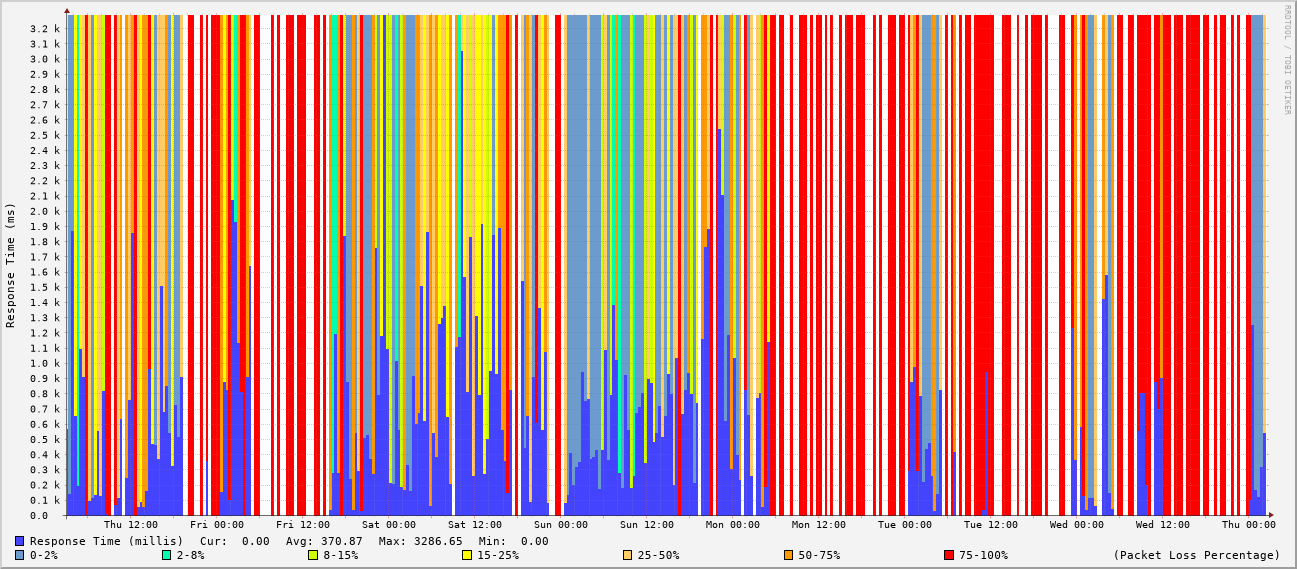 RRDTOOL / TOBI OETIKER
Response Time (ms)
3.2 k
3.1 k
3.0 k
2.9 k
2.8 k
2.7 k
2.6 k
2.5 k
2.4 k
2.3 k
2.2 k
2.1 k
2.0 k
1.9 k
1.8 k
1.7 k
1.6 k
1.5 k
1.4 k
1.3 k
1.2 k
1.1 k
1.0 k
0.9 k
0.8 k
0.7 k
0.6 k
0.5 k
0.4 k
0.3 k
0.2 k
0.1 k
0.0
Thu 12:00 Fri 00:00 Fri 12:00 Sat 00:00 Sat 12:00 Sun 00:00 Sun 12:00 Mon 00:00 Mon 12:00 Tue 00:00 Tue 12:00 Wed 00:00 Wed 12:00 Thu 00:00
Response Time (millis) Cur: 0.00 Avg: 370.87 Max: 3286.65 Min: 0.00
0-2% 2-8% 8-15% 15-25% 25-50% 50-75% 75-100% (Packet Loss Percentage)